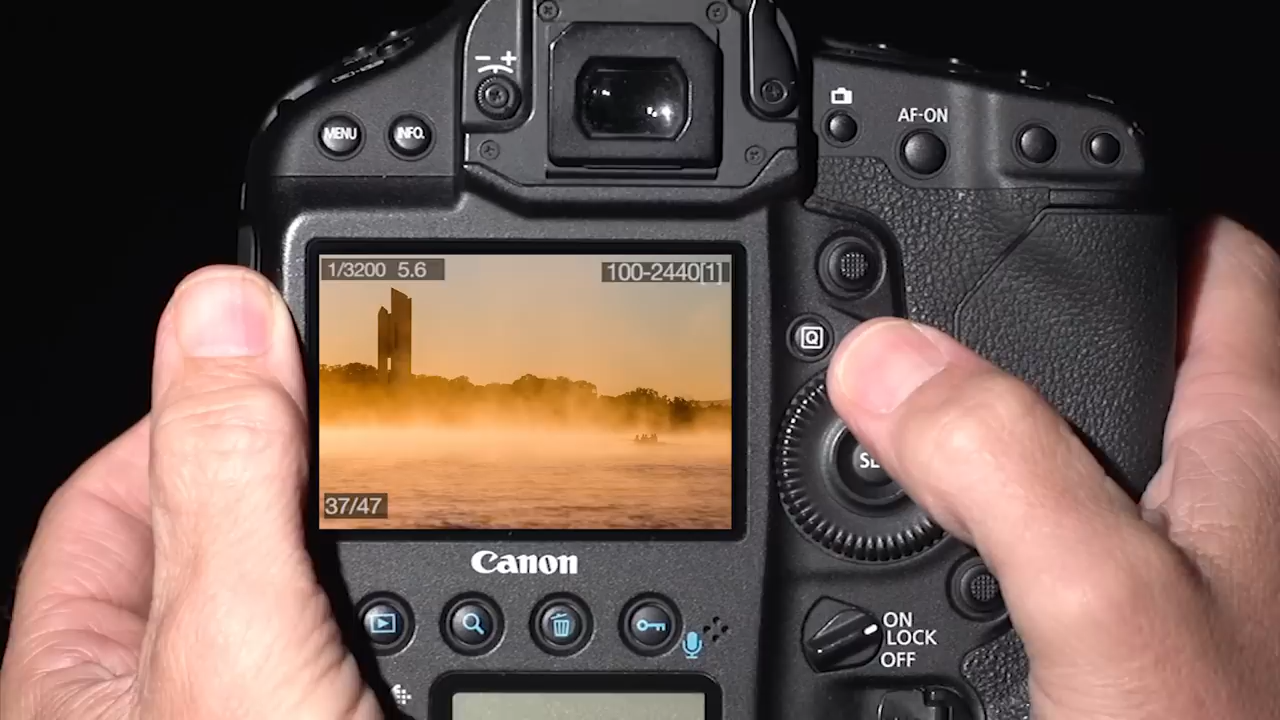 MENU
INFO.
AF-ON
1/3200 5.6
100-2440[1]
Q
37/47
Canon
ON
LOCK
OFF